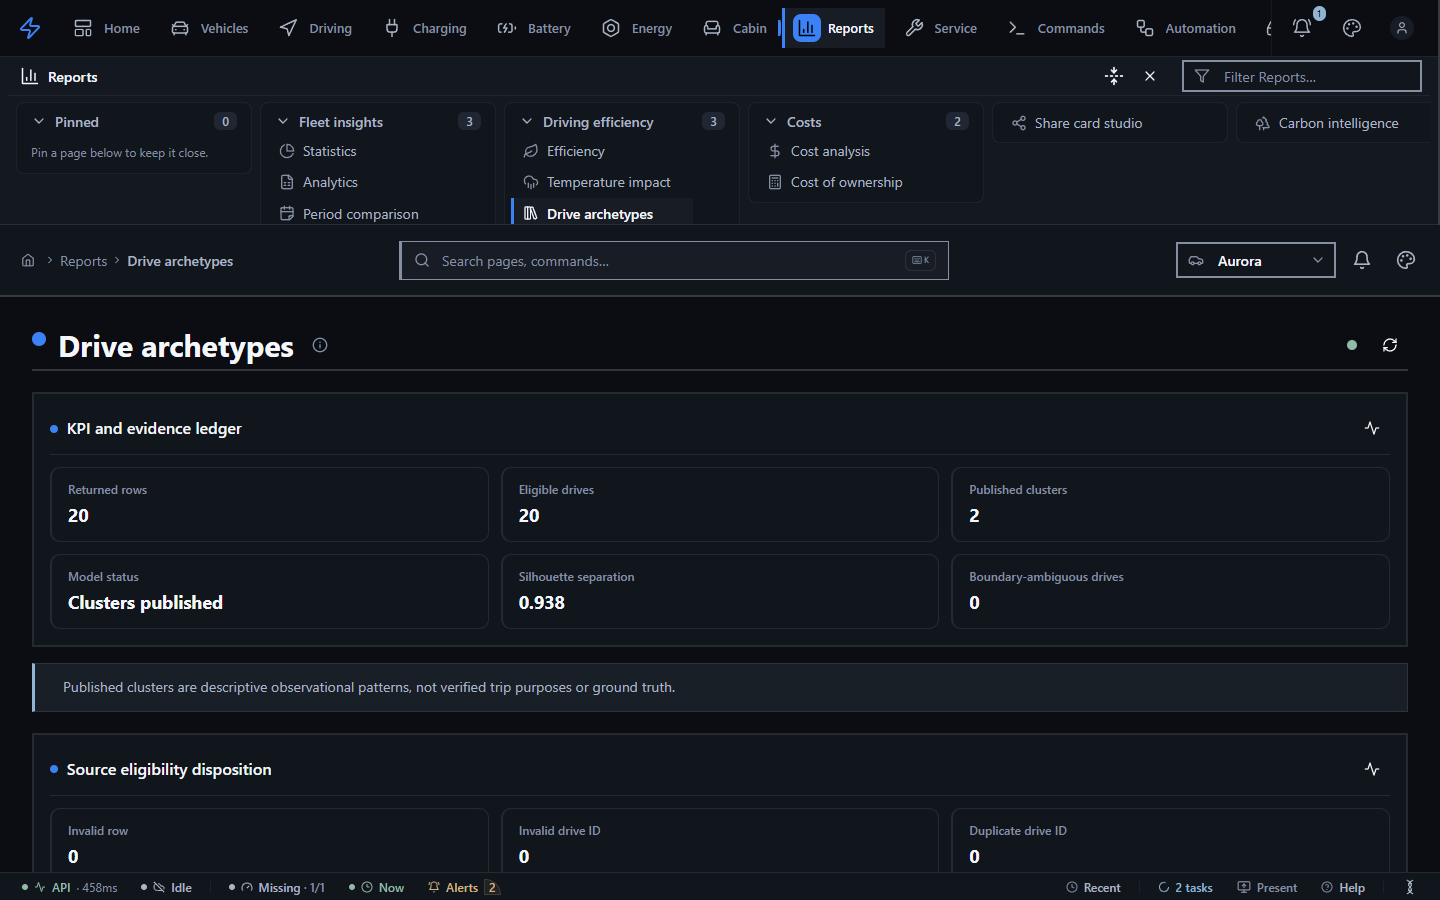 Home Vehicles Driving Charging Battery Energy Cabin Reports Service Commands Automation 1
Reports Filter Reports...
Pinned 0
Pin a page below to keep it close.
Fleet insights 3
Statistics
Analytics
Period comparison
Driving efficiency 3
Efficiency
Temperature impact
Drive archetypes
Costs 2
Cost analysis
Cost of ownership
Share card studio
Carbon intelligence
Reports Drive archetypes Search pages, commands... K Aurora
Drive archetypes
KPI and evidence ledger
Returned rows
20
Eligible drives
20
Published clusters
2
Model status
Clusters published
Silhouette separation
0.938
Boundary-ambiguous drives
0
Published clusters are descriptive observational patterns, not verified trip purposes or ground truth.
Source eligibility disposition
Invalid row
0
Invalid drive ID
0
Duplicate drive ID
0
API · 458ms Idle Missing · 1/1 Now Alerts 2 Recent 2 tasks Present Help